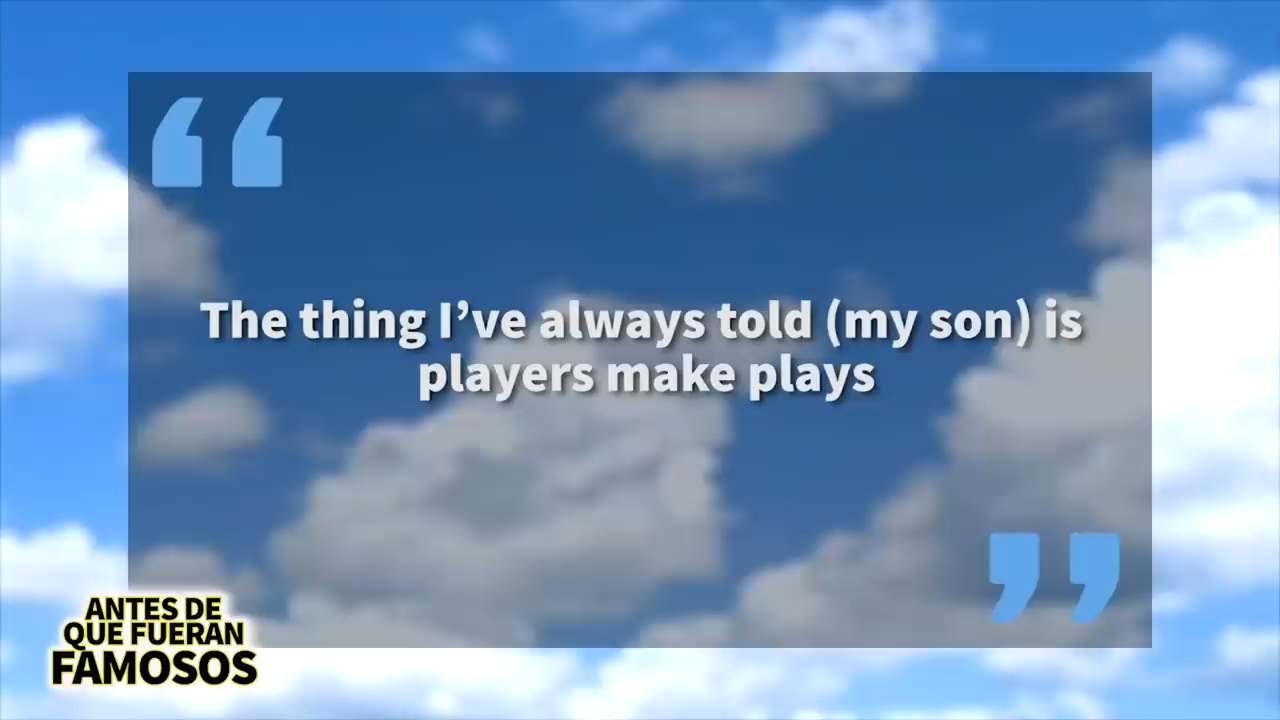 “
The thing I’ve always told (my son) is
players make plays
”
ANTES DE
QUE FUERAN
FAMOSOS